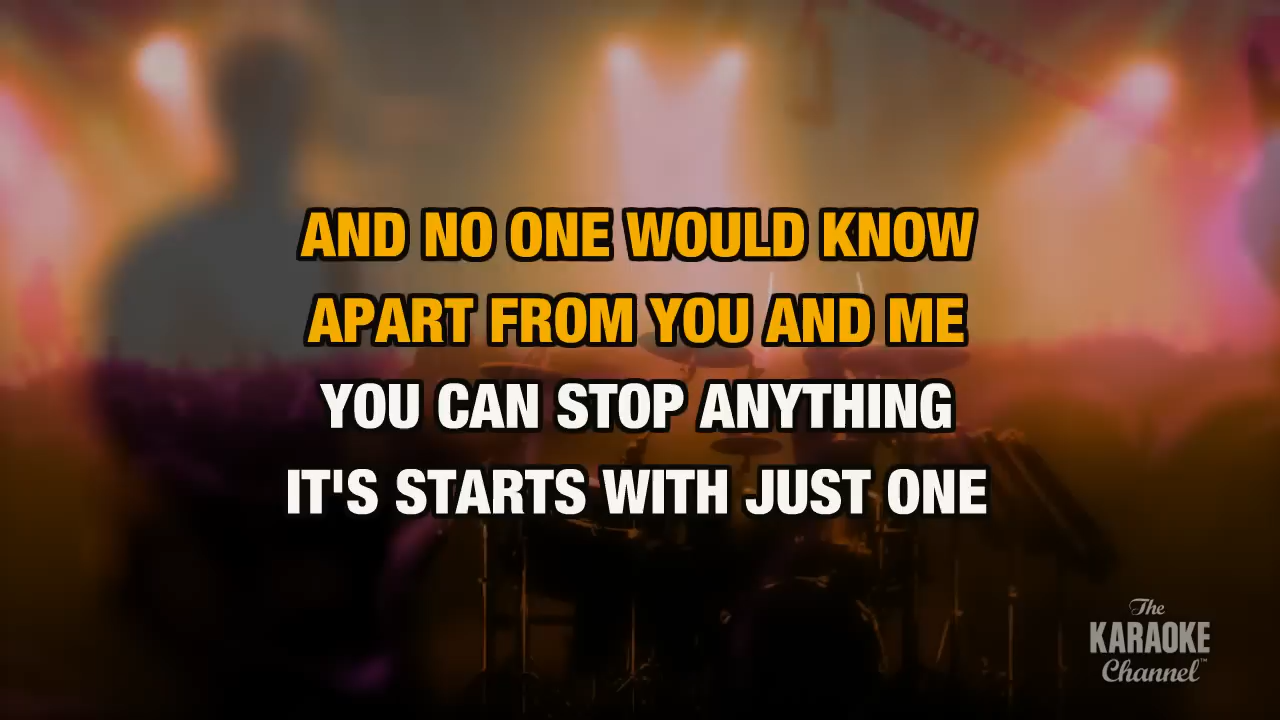 AND NO ONE WOULD KNOW
APART FROM YOU AND ME
YOU CAN STOP ANYTHING
IT'S STARTS WITH JUST ONE
The
KARAOKE
Channel™